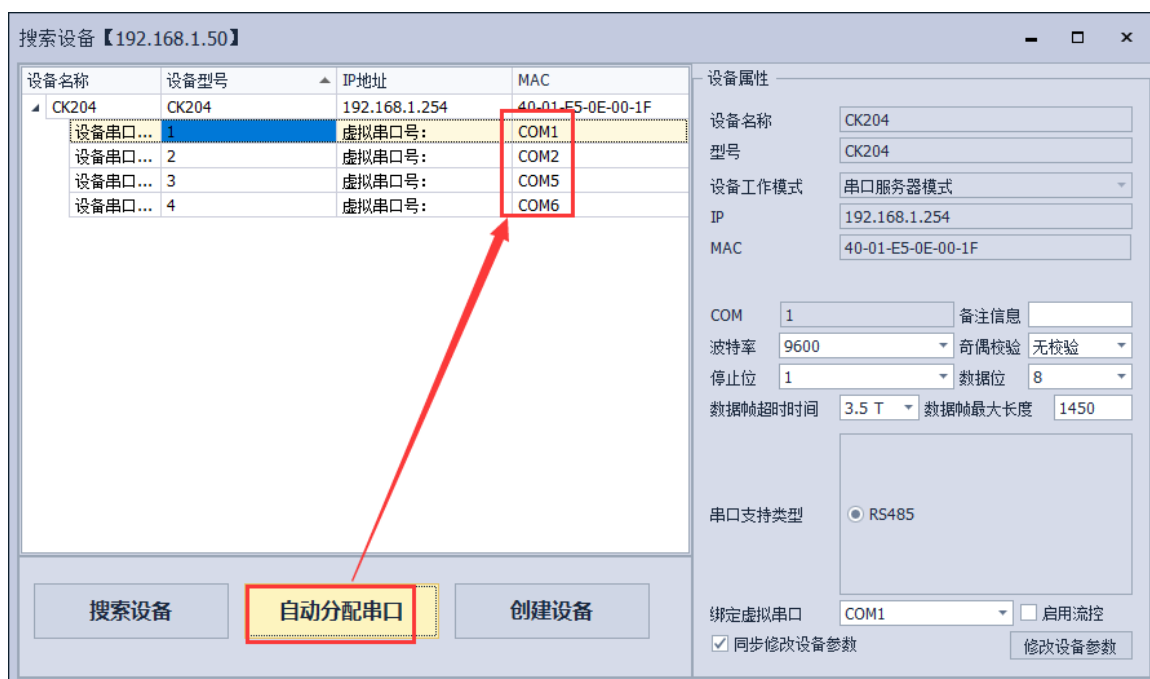 搜索设备【192.168.1.50】
设备名称 设备型号 IP地址 MAC
CK204 CK204 192.168.1.254 40-01-E5-0E-00-1F
设备串口... 1 虚拟串口号: COM1
设备串口... 2 虚拟串口号: COM2
设备串口... 3 虚拟串口号: COM5
设备串口... 4 虚拟串口号: COM6
搜索设备 自动分配串口 创建设备
设备属性
设备名称 CK204
型号 CK204
设备工作模式 串口服务器模式
IP 192.168.1.254
MAC 40-01-E5-0E-00-1F
COM 1 备注信息
波特率 9600 奇偶校验 无校验
停止位 1 数据位 8
数据帧超时时间 3.5 T 数据帧最大长度 1450
串口支持类型 RS485
绑定虚拟串口 COM1 启用流控
同步修改设备参数 修改设备参数